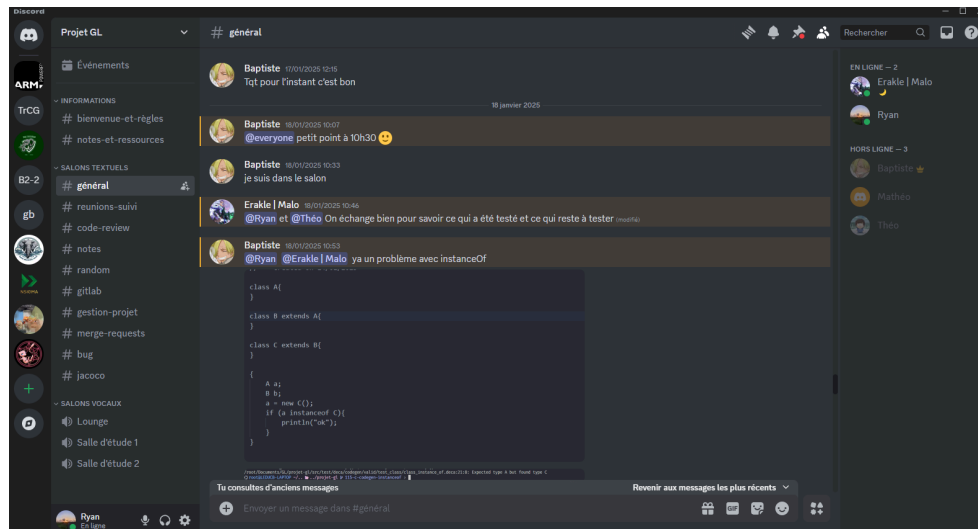 Discord
Projet GL
Événements
INFORMATIONS
# bienvenue-et-règles
# notes-et-ressources
SALONS TEXTUELS
# général
# reunions-suivi
# code-review
# notes
# random
# gitlab
# gestion-projet
# merge-requests
# bug
# jacoco
SALONS VOCAUX
Lounge
Salle d'étude 1
Salle d'étude 2
Ryan
En ligne
ARM
TrCG
B2-2
gb
# général
Rechercher
Baptiste 17/01/2025 12:15
Tqt pour l'instant c'est bon
18 janvier 2025
Baptiste 18/01/2025 10:07
@everyone petit point à 10h30 🙂
Baptiste 18/01/2025 10:33
je suis dans le salon
Erakle | Malo 18/01/2025 10:46
@Ryan et @Théo On échange bien pour savoir ce qui a été testé et ce qui reste à tester (modifié)
Baptiste 18/01/2025 10:53
@Ryan @Erakle | Malo ya un problème avec instanceOf
class A{
}
class B extends A{
}
class C extends B{
}
{
A a;
B b;
a = new C();
if (a instanceof C){
println("ok");
}
}
Expected type A but found type C
Tu consultes d'anciens messages
Revenir aux messages les plus récents
Envoyer un message dans #général
GIF
EN LIGNE — 2
Erakle | Malo
Ryan
HORS LIGNE — 3
Baptiste
Mathéo
Théo